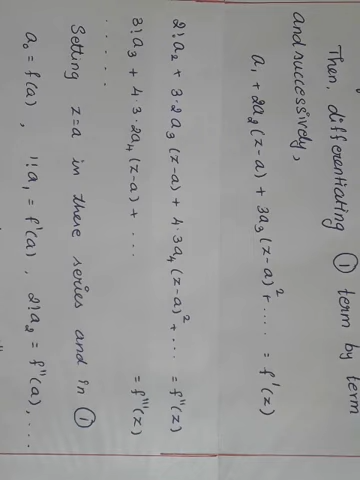 Then, differentiating ① term by term
and successively,
a₁ + 2a₂(z-a) + 3a₃(z-a)² + .... = f'(z)
2!a₂ + 3·2a₃(z-a) + 4·3a₄(z-a)² + ... = f''(z)
3!a₃ + 4·3·2a₄(z-a) + ... = f'''(z)
. . . . .
Setting z=a in these series and in ①
a₀ = f(a), 1!a₁ = f'(a), 2!a₂ = f''(a), ...